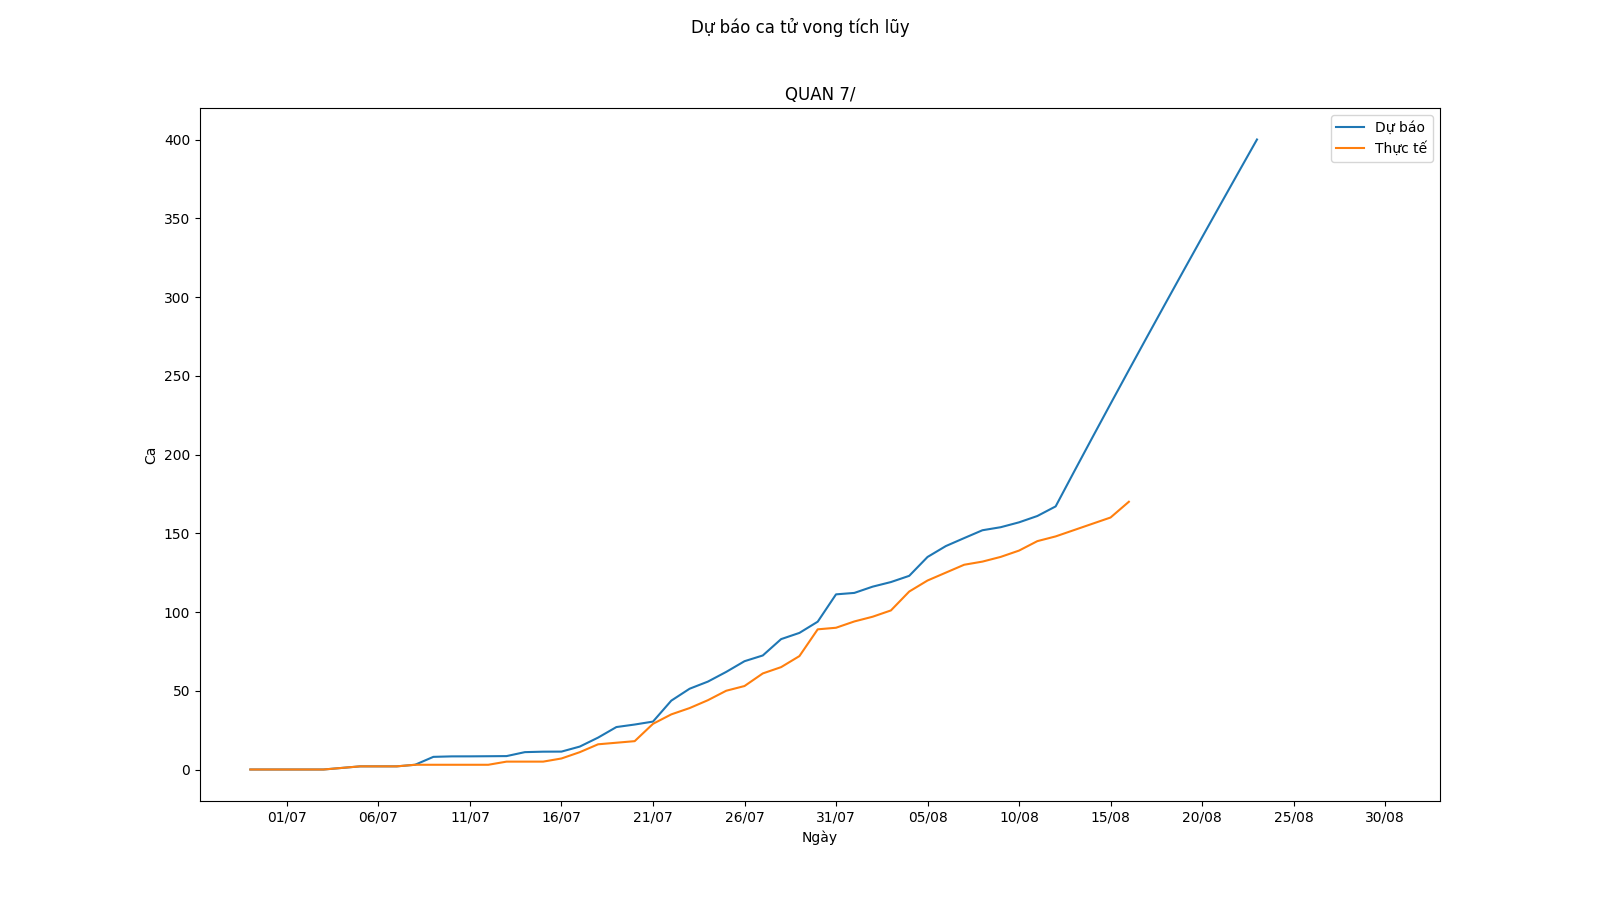 Dự báo ca tử vong tích lũy
QUAN 7/
Dự báo
Thực tế
400
350
300
250
200
150
100
50
0
Ca
01/07 06/07 11/07 16/07 21/07 26/07 31/07 05/08 10/08 15/08 20/08 25/08 30/08
Ngày